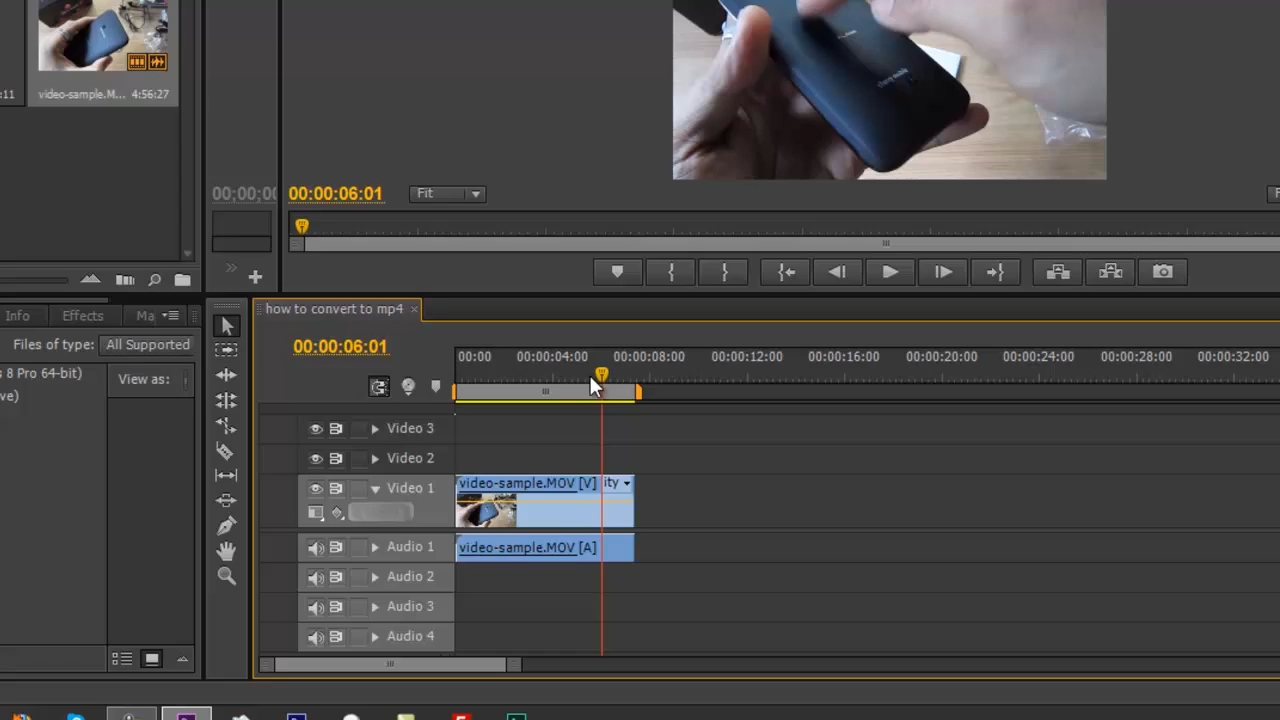 :11
video-sample.M... 4:56:27
00;00;00
00:00:06:01
Fit
Info
Effects
Ma
Files of type:
All Supported
s 8 Pro 64-bit)
View as:
ve)
how to convert to mp4
00:00:06:01
00:00
00:00:04:00
00:00:08:00
00:00:12:00
00:00:16:00
00:00:20:00
00:00:24:00
00:00:28:00
00:00:32:00
Video 3
Video 2
Video 1
video-sample.MOV [V]
ity
Audio 1
video-sample.MOV [A]
Audio 2
Audio 3
Audio 4